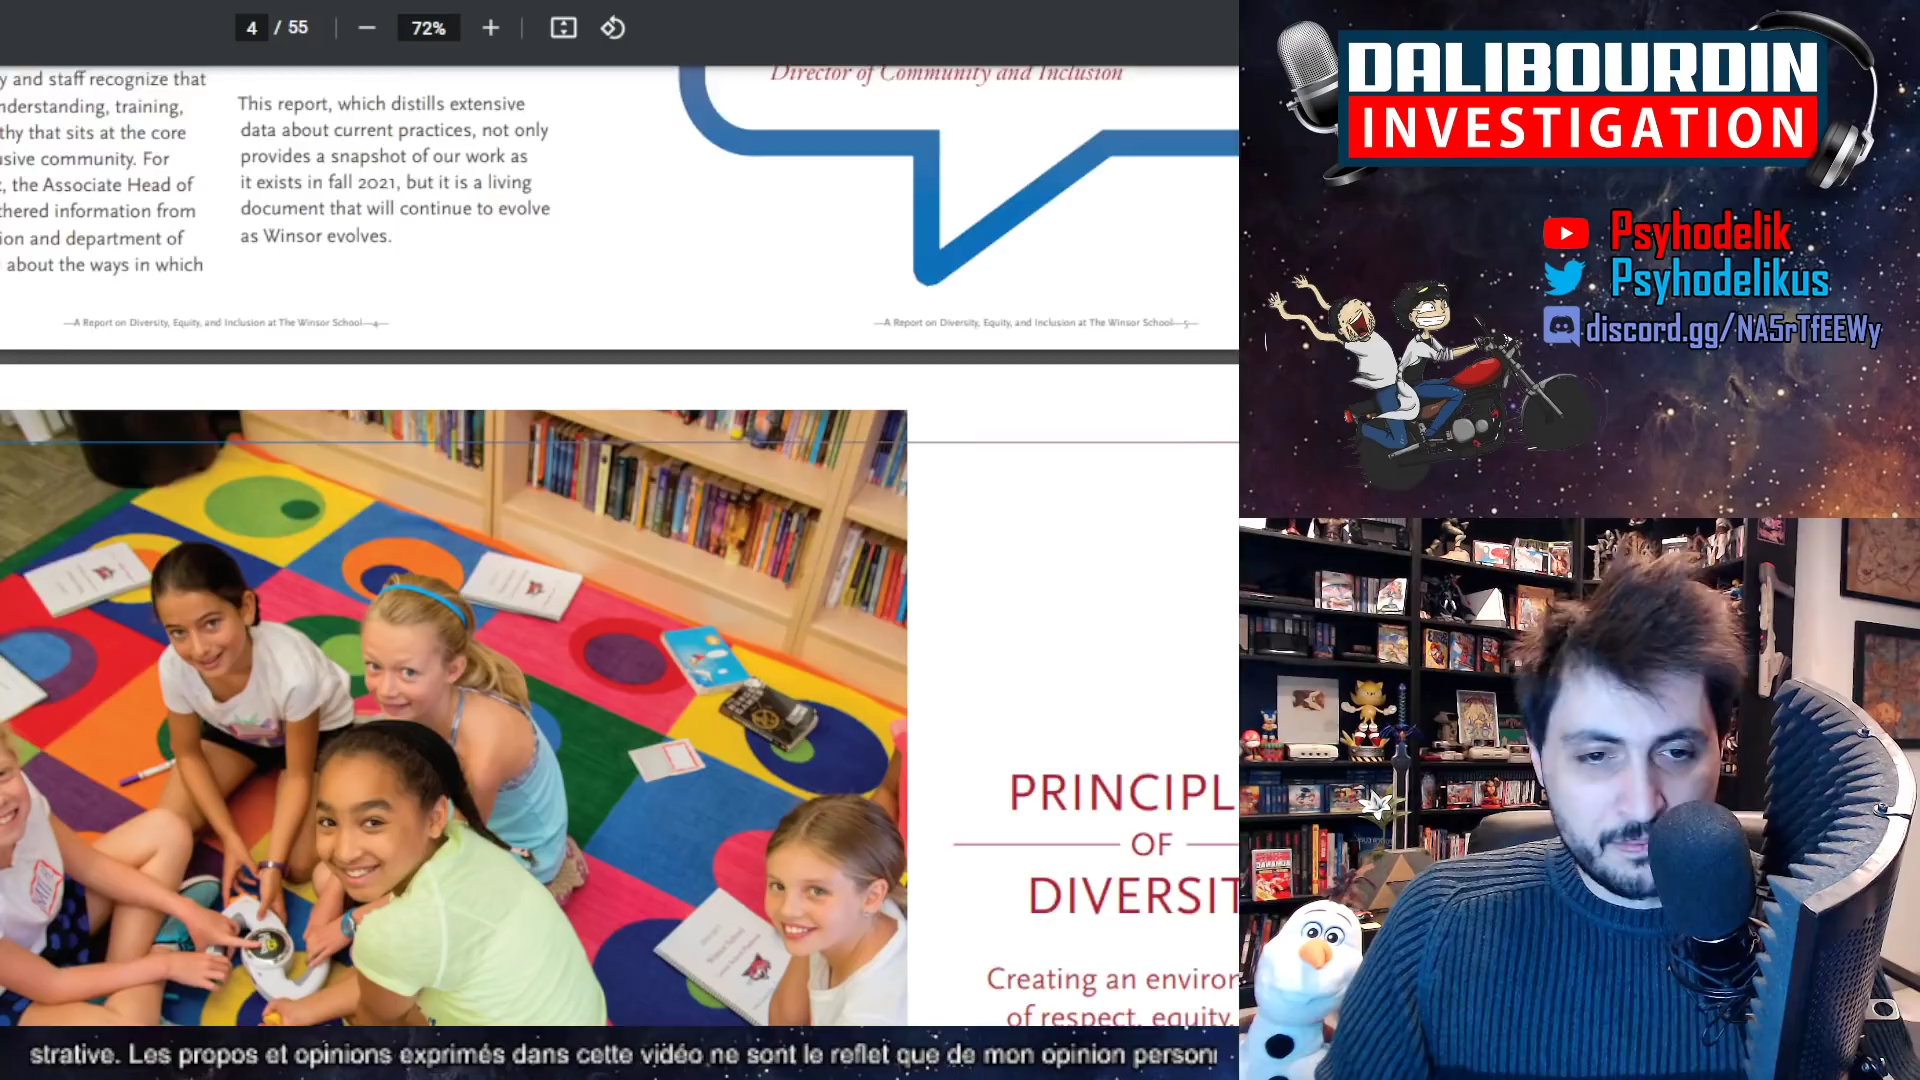 4 / 55
72%
y and staff recognize that
nderstanding, training,
thy that sits at the core
usive community. For
, the Associate Head of
thered information from
ion and department of
about the ways in which
This report, which distills extensive
data about current practices, not only
provides a snapshot of our work as
it exists in fall 2021, but it is a living
document that will continue to evolve
as Winsor evolves.
Director of Community and Inclusion
—A Report on Diversity, Equity, and Inclusion at The Winsor School—4—
—A Report on Diversity, Equity, and Inclusion at The Winsor School—5—
PRINCIPL
OF
DIVERSIT
Creating an environ
of respect, equity,
DALIBOURDIN
INVESTIGATION
Psyhodelik
Psyhodelikus
discord.gg/NA5rTfEEWy
strative. Les propos et opinions exprimés dans cette vidéo ne sont le reflet que de mon opinion person